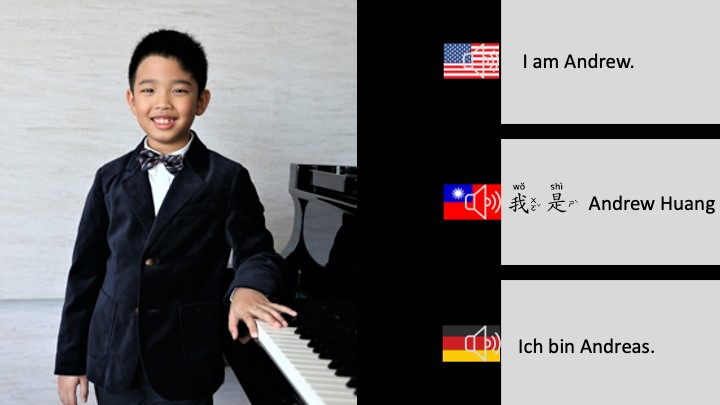 I am Andrew.
wǒ shì
我ㄨㄛˇ 是ㄕˋ Andrew Huang
Ich bin Andreas.